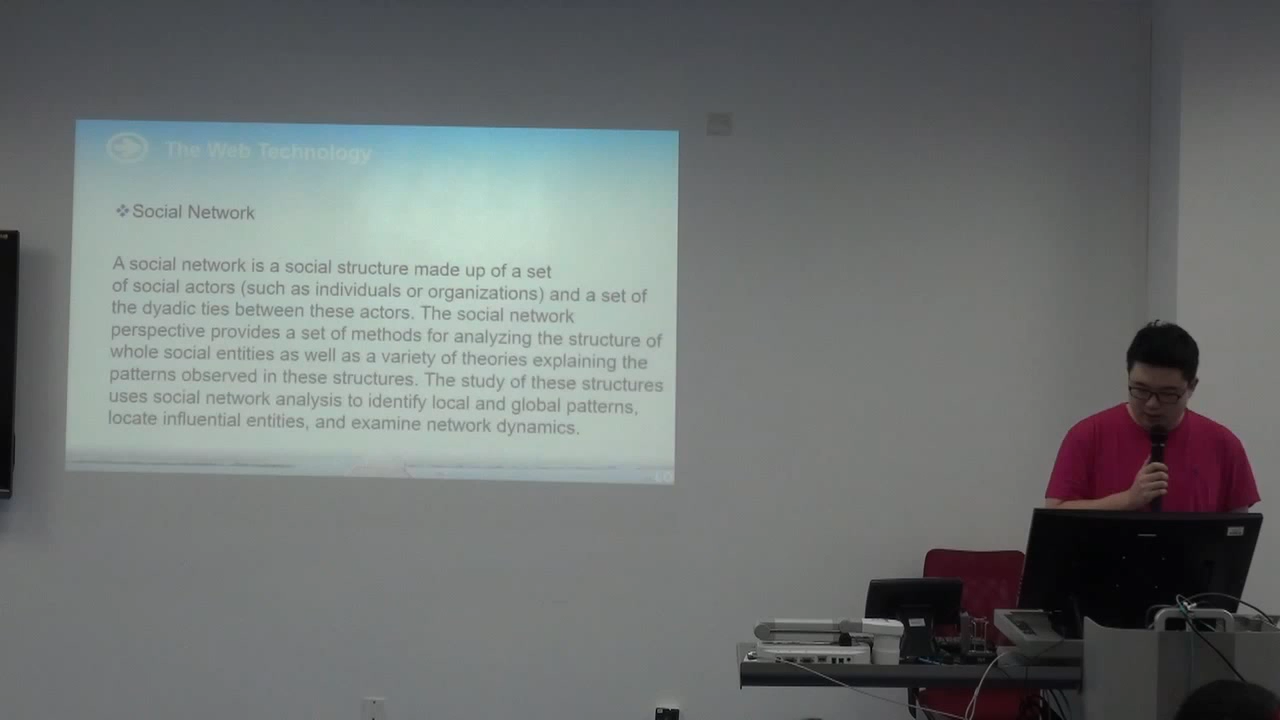 The Web Technology
❖Social Network
A social network is a social structure made up of a set
of social actors (such as individuals or organizations) and a set of
the dyadic ties between these actors. The social network
perspective provides a set of methods for analyzing the structure of
whole social entities as well as a variety of theories explaining the
patterns observed in these structures. The study of these structures
uses social network analysis to identify local and global patterns,
locate influential entities, and examine network dynamics.